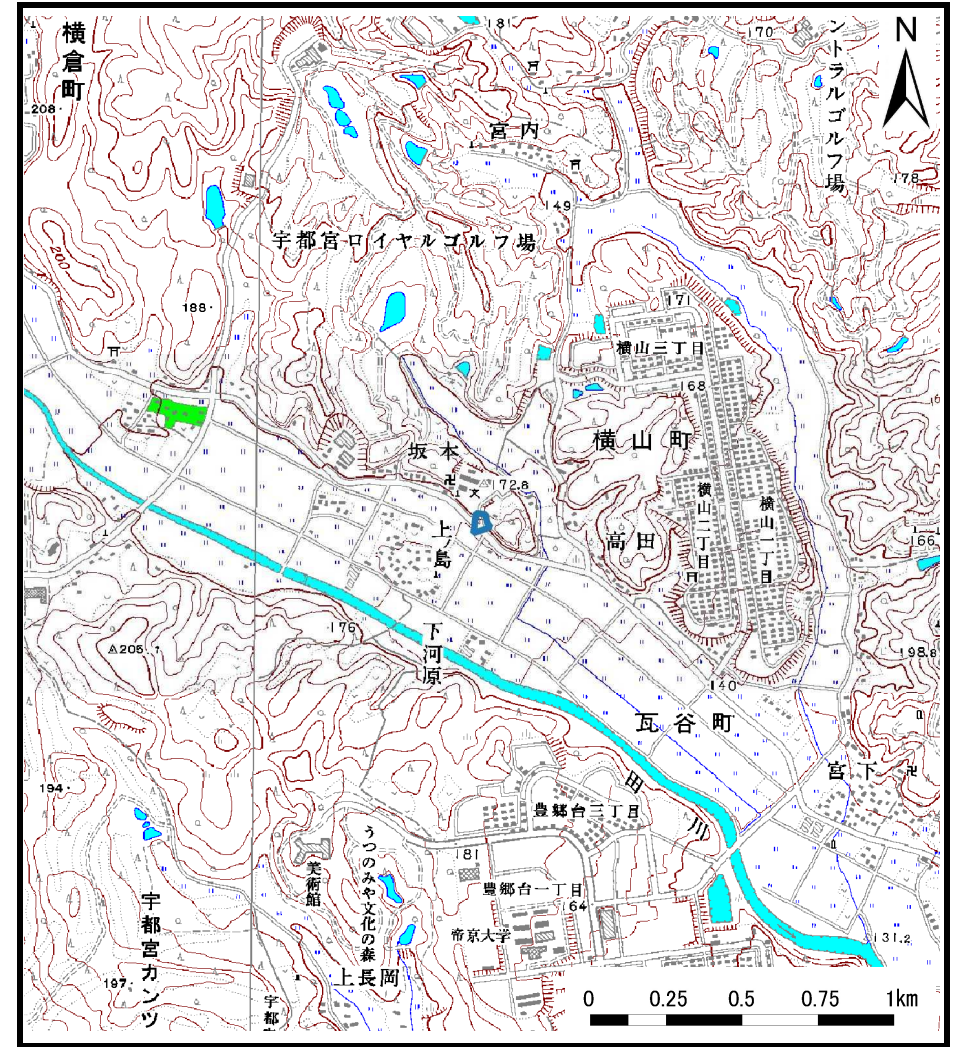 横倉町
181
170
ントラルゴルフ場
N
208
宮内
178
149
200
宇都宮ロイヤルゴルフ場
188
171
横山三丁目
168
坂本
横山町
172.8
文
横山二丁目
横山一丁目
上ノ島
高田
166
176
下河原
205.1
198.8
140
瓦谷町
宮下
194
田川
豊郷台三丁目
181
美術館
うつのみや文化の森
豊郷台一丁目
164
帝京大学
131.2
宇都宮カンツ
197
上長岡
宇都
0 0.25 0.5 0.75 1km